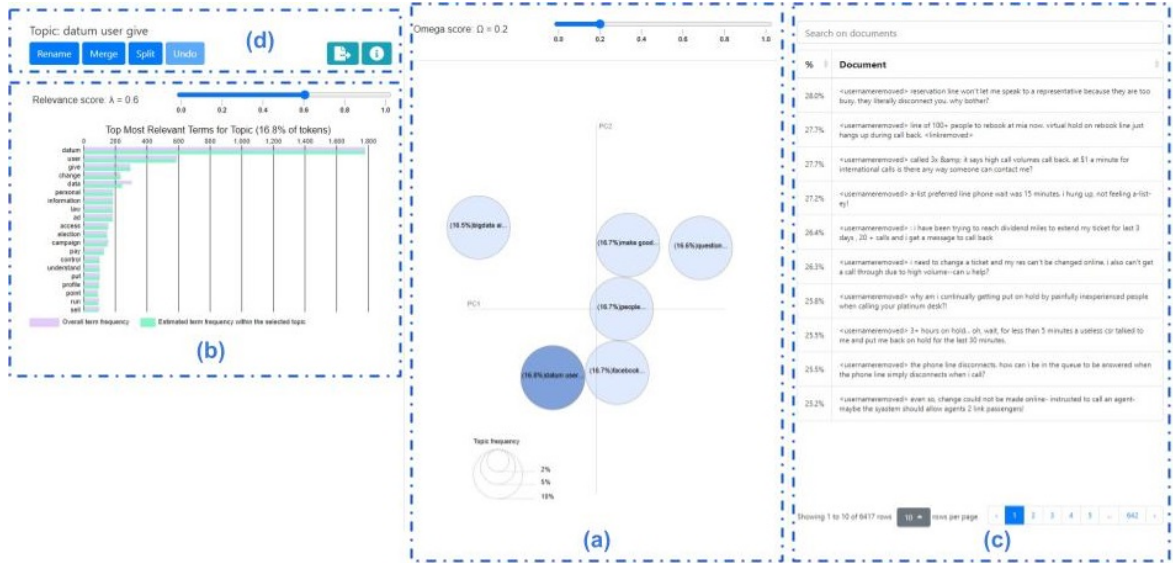 Topic: datum user give
Rename Merge Split Undo
(d)
Relevance score: λ = 0.6
0.0 0.2 0.4 0.6 0.8 1.0
Top Most Relevant Terms for Topic (16.8% of tokens)
0 200 400 600 800 1,000 1,200 1,400 1,600 1,800
datum
user
give
change
data
personal
information
law
ad
access
election
campaign
pay
control
understand
put
profile
point
run
sell
Overall term frequency Estimated term frequency within the selected topic
(b)
Omega score: Ω = 0.2
0.0 0.2 0.4 0.6 0.8 1.0
PC2
(16.5%)bigdata ai...
(16.7%)make good...
(16.6%)question...
PC1
(16.7%)people...
(16.8%)datum user...
(16.7%)facebook...
Topic frequency
2%
5%
10%
(a)
Search on documents
% Document
28.0% <usernameremoved> reservation line won't let me speak to a representative because they are too
busy. they literally disconnect you. why bother?
27.7% <usernameremoved> line of 100+ people to rebook at mia now. virtual hold on rebook line just
hangs up during call back. <linkremoved>
27.7% <usernameremoved> called 3x &amp; it says high call volumes call back. at $1 a minute for
international calls is there any way someone can contact me?
27.2% <usernameremoved> a-list preferred line phone wait was 15 minutes. i hung up. not feeling a-list-
ey!
26.4% <usernameremoved> : i have been trying to reach dividend miles to extend my ticket for last 3
days , 20 + calls and i get a message to call back
26.3% <usernameremoved> i need to change a ticket and my res can't be changed online. i also can't get
a call through due to high volume--can u help?
25.8% <usernameremoved> why am i continually getting put on hold by painfully inexperienced people
when calling your platinum desk?!
25.5% <usernameremoved> 3+ hours on hold.. oh, wait, for less than 5 minutes a useless csr talked to
me and put me back on hold for the last 30 minutes.
25.5% <usernameremoved> the phone line disconnects. how can i be in the queue to be answered when
the phone line simply disconnects when i call?
25.2% <usernameremoved> even so, change could not be made online- instructed to call an agent-
maybe the sysstem should allow agents 2 link passengers!
Showing 1 to 10 of 6417 rows 10 rows per page ‹ 1 2 3 4 5 ... 642 ›
(c)